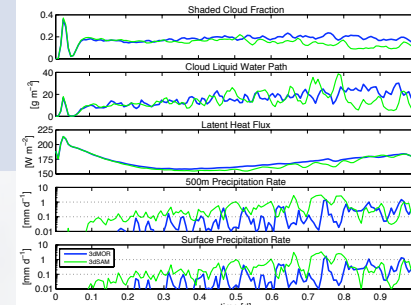 Shaded Cloud Fraction
0.4
0.2
0
Cloud Liquid Water Path
[g m⁻²]
40
20
0
Latent Heat Flux
[W m⁻²]
225
200
175
150
500m Precipitation Rate
[mm d⁻¹]
10
1
0.1
0.01
Surface Precipitation Rate
[mm d⁻¹]
10
1
0.1
0.01
3dMOR
3dSAM
0 0.1 0.2 0.3 0.4 0.5 0.6 0.7 0.8 0.9